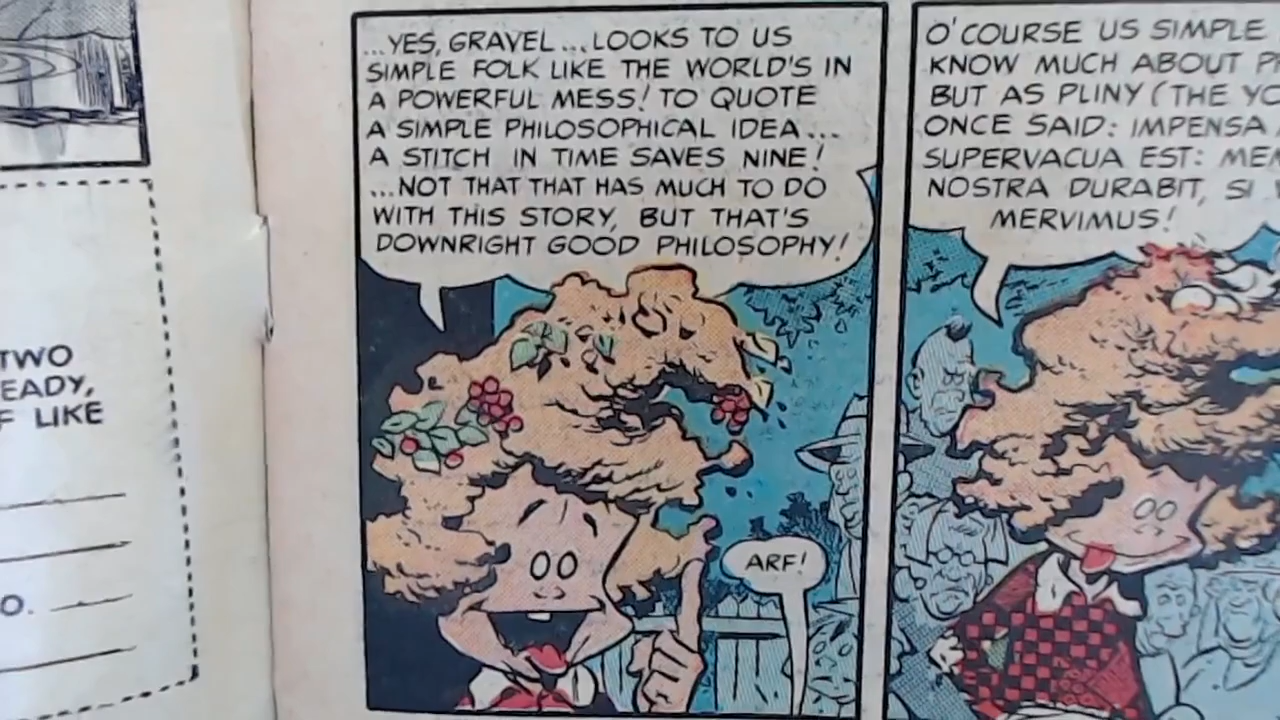 TWO
EADY,
F LIKE
O.
...YES, GRAVEL...LOOKS TO US
SIMPLE FOLK LIKE THE WORLD'S IN
A POWERFUL MESS! TO QUOTE
A SIMPLE PHILOSOPHICAL IDEA...
A STITCH IN TIME SAVES NINE!
...NOT THAT THAT HAS MUCH TO DO
WITH THIS STORY, BUT THAT'S
DOWNRIGHT GOOD PHILOSOPHY!
ARF!
O'COURSE US SIMPLE
KNOW MUCH ABOUT
BUT AS PLINY (THE
ONCE SAID: IMPENSA
SUPERVACUA EST:
NOSTRA DURABIT, SI
MERVIMUS!